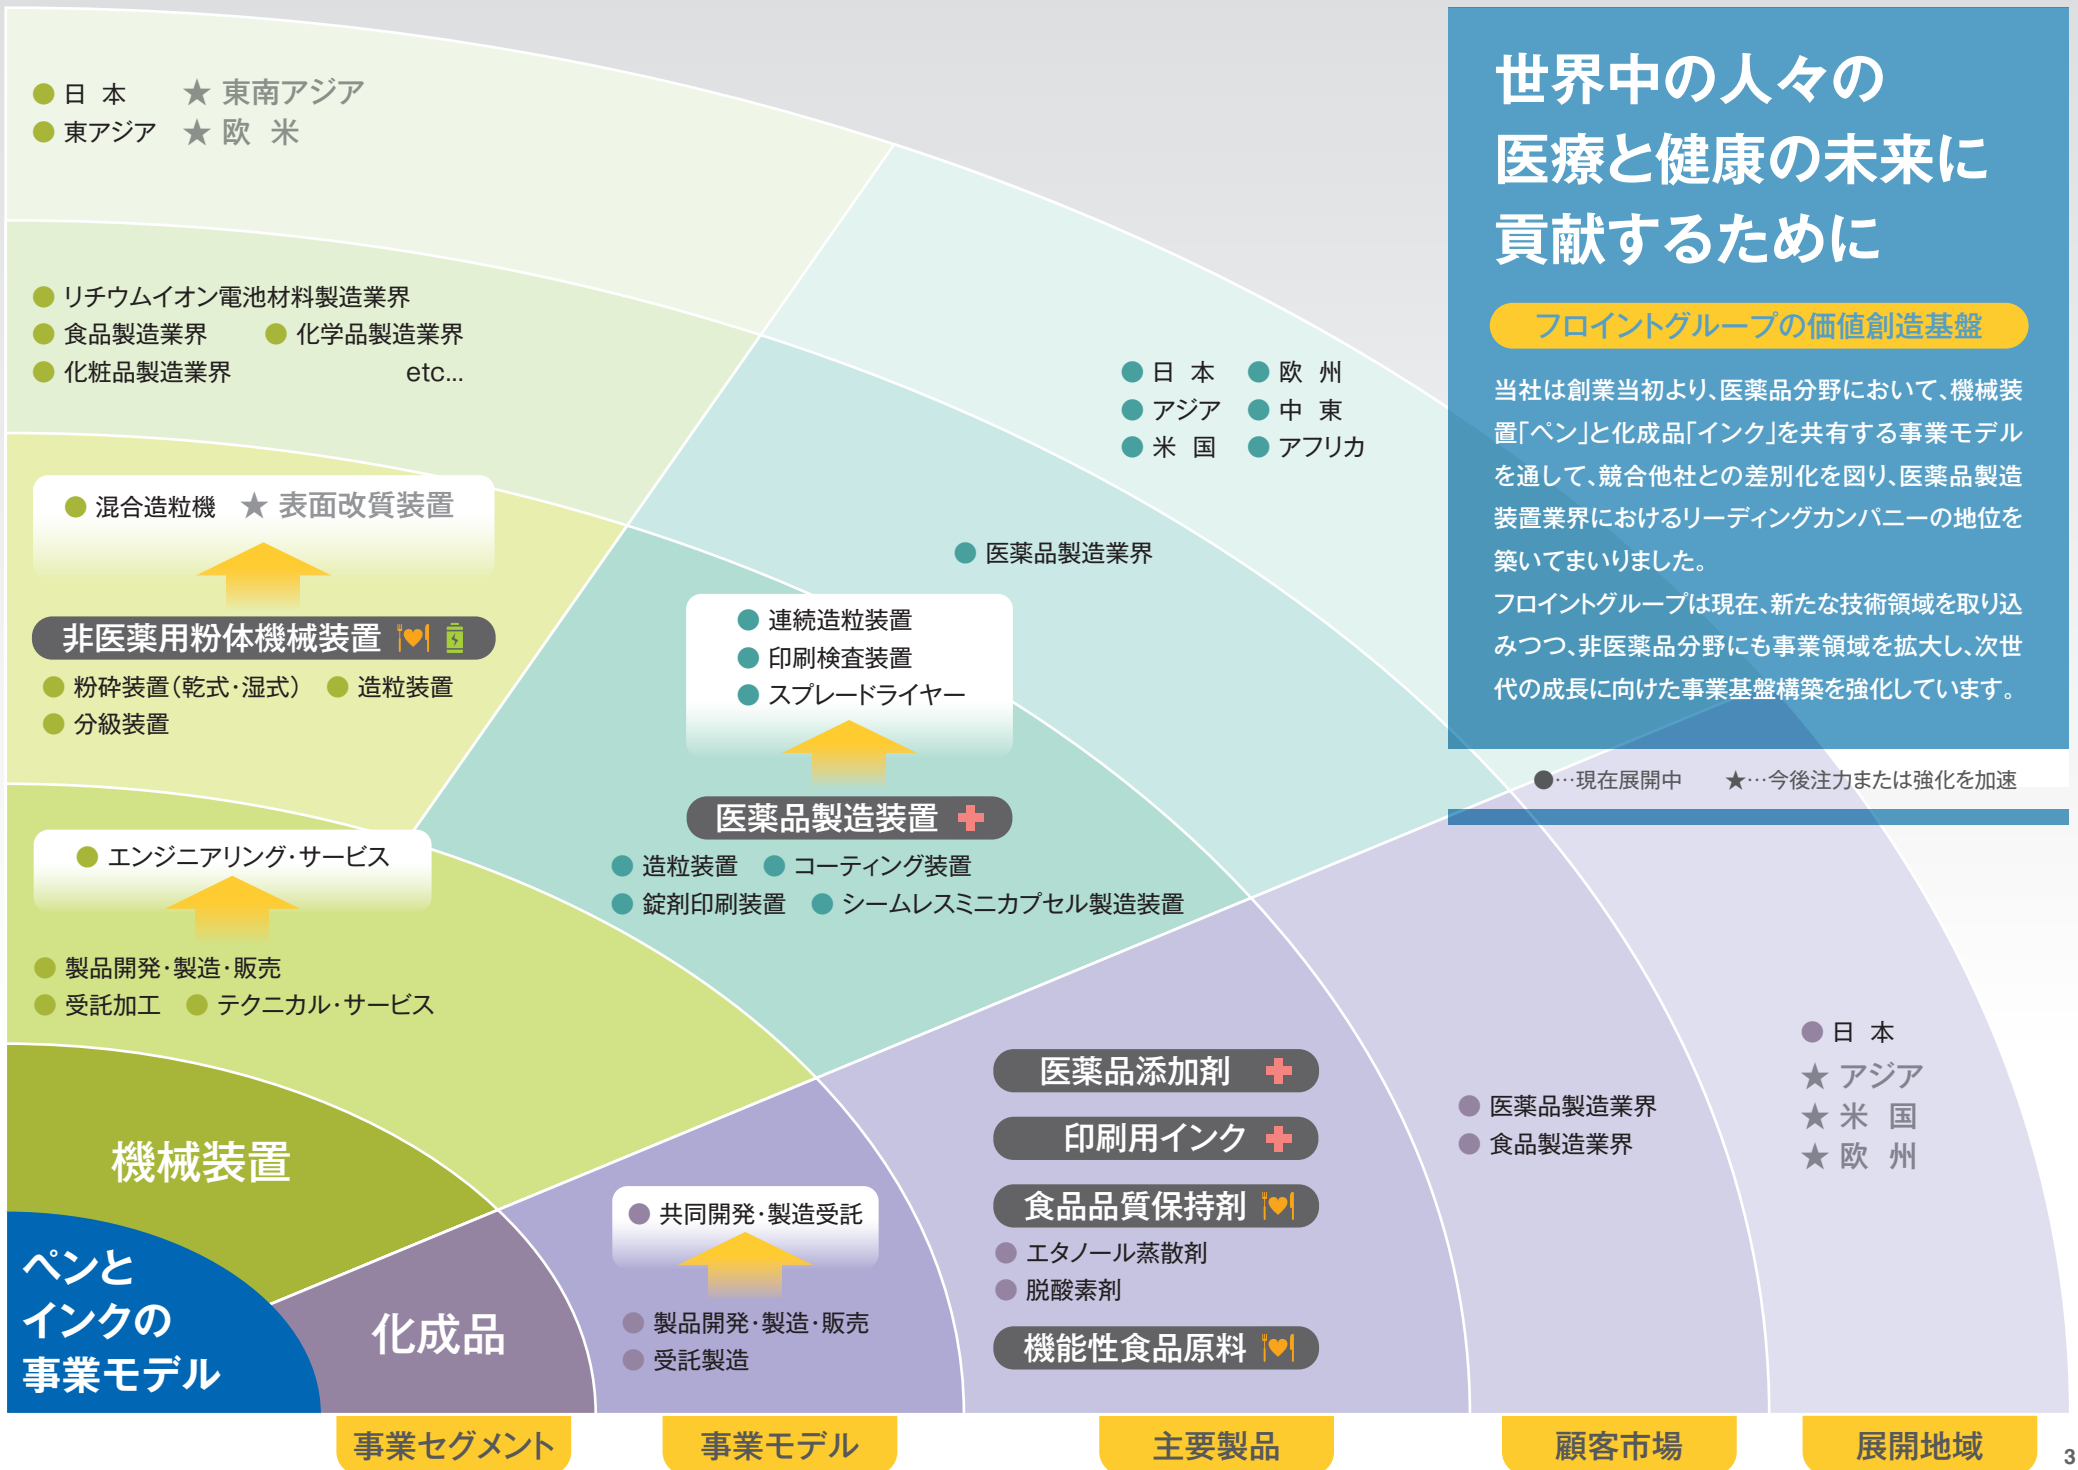 世界中の人々の
医療と健康の未来に
貢献するために
フロイントグループの価値創造基盤
当社は創業当初より、医薬品分野において、機械装
置「ペン」と化成品「インク」を共有する事業モデル
を通して、競合他社との差別化を図り、医薬品製造
装置業界におけるリーディングカンパニーの地位を
築いてまいりました。
フロイントグループは現在、新たな技術領域を取り込
みつつ、非医薬品分野にも事業領域を拡大し、次世
代の成長に向けた事業基盤構築を強化しています。
●…現在展開中 ★…今後注力または強化を加速
● 日 本 ★ 東南アジア
● 東アジア ★ 欧 米
● リチウムイオン電池材料製造業界
● 食品製造業界 ● 化学品製造業界
● 化粧品製造業界 etc...
● 混合造粒機 ★ 表面改質装置
非医薬用粉体機械装置
● 粉砕装置（乾式・湿式） ● 造粒装置
● 分級装置
● エンジニアリング・サービス
● 製品開発・製造・販売
● 受託加工 ● テクニカル・サービス
機械装置
● 日 本 ● 欧 州
● アジア ● 中 東
● 米 国 ● アフリカ
● 医薬品製造業界
● 連続造粒装置
● 印刷検査装置
● スプレードライヤー
医薬品製造装置
● 造粒装置 ● コーティング装置
● 錠剤印刷装置 ● シームレスミニカプセル製造装置
ペンと
インクの
事業モデル
化成品
● 共同開発・製造受託
● 製品開発・製造・販売
● 受託製造
医薬品添加剤
印刷用インク
食品品質保持剤
● エタノール蒸散剤
● 脱酸素剤
機能性食品原料
● 医薬品製造業界
● 食品製造業界
● 日 本
★ アジア
★ 米 国
★ 欧 州
事業セグメント
事業モデル
主要製品
顧客市場
展開地域
3